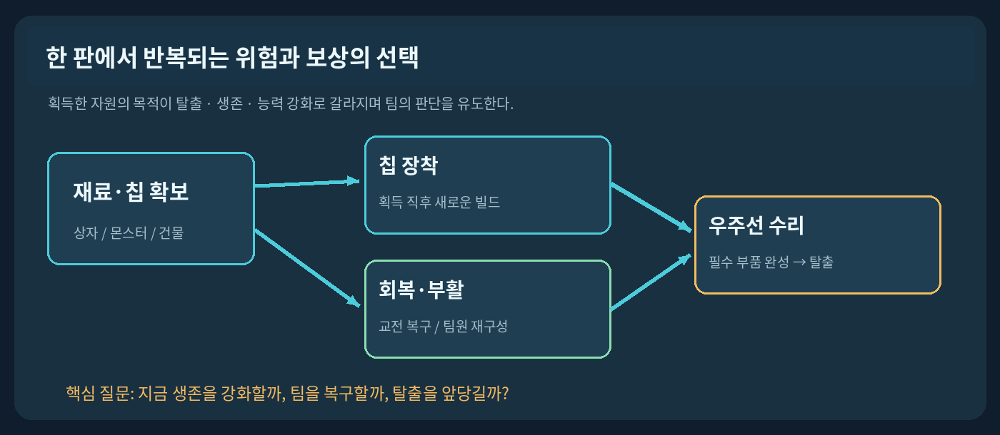 한 판에서 반복되는 위험과 보상의 선택
획득한 자원의 목적이 탈출 · 생존 · 능력 강화로 갈라지며 팀의 판단을 유도한다.
재료·칩 확보
상자 / 몬스터 / 건물
칩 장착
획득 직후 새로운 빌드
회복·부활
교전 복구 / 팀원 재구성
우주선 수리
필수 부품 완성 → 탈출
핵심 질문: 지금 생존을 강화할까, 팀을 복구할까, 탈출을 앞당길까?